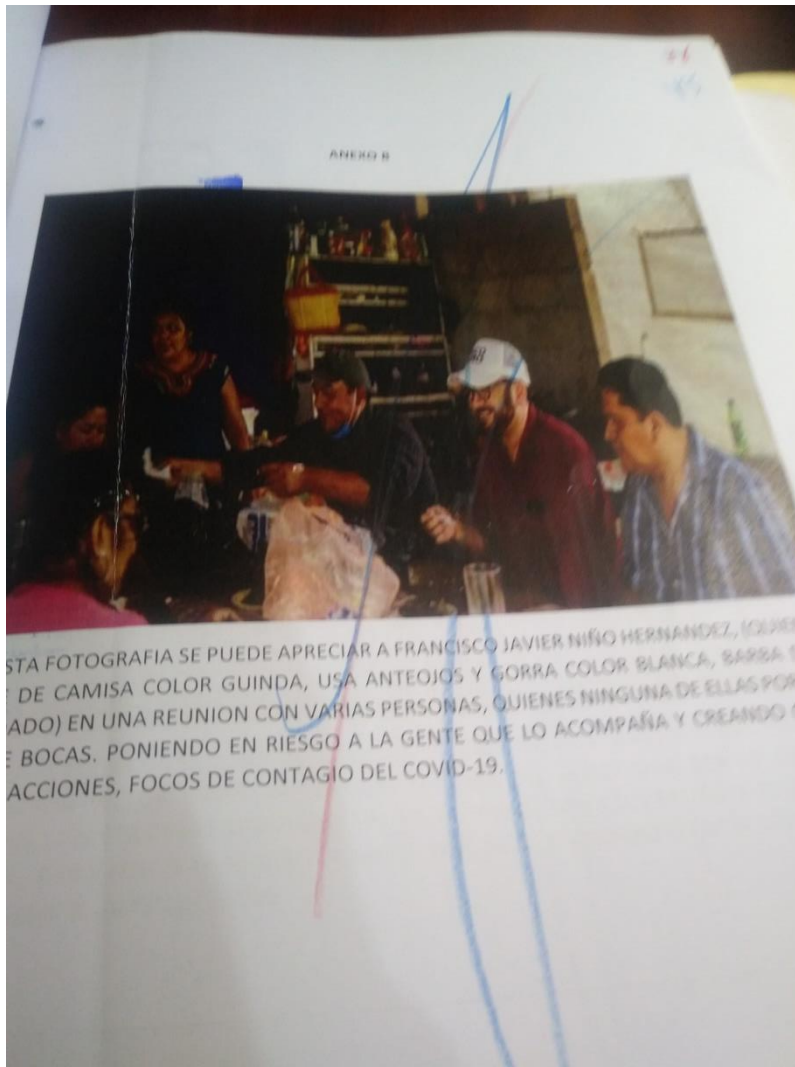 76
ANEXO B
STA FOTOGRAFIA SE PUEDE APRECIAR A FRANCISCO JAVIER NIÑO HERNANDEZ,
DE CAMISA COLOR GUINDA, USA ANTEOJOS Y GORRA COLOR BLANCA, BARBA
ADO) EN UNA REUNION CON VARIAS PERSONAS, QUIENES NINGUNA DE ELLAS POR
E BOCAS. PONIENDO EN RIESGO A LA GENTE QUE LO ACOMPAÑA Y CREANDO
ACCIONES, FOCOS DE CONTAGIO DEL COVID-19.